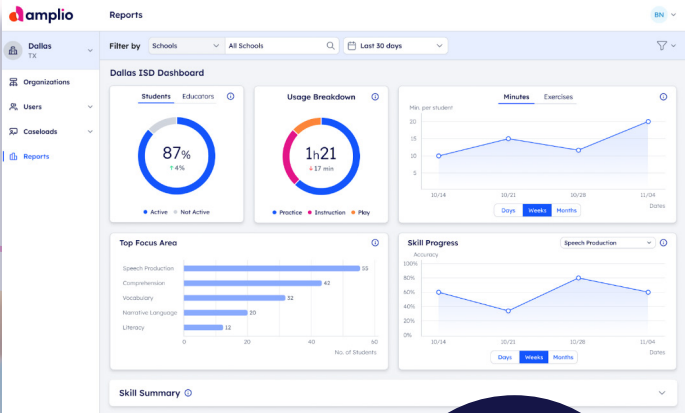 amplio
Reports
BN
Dallas
TX
Filter by
Schools
All Schools
Last 30 days
Organizations
Users
Caseloads
Reports
Dallas ISD Dashboard
Students Educators
87%
↑ 4%
Active Not Active
Usage Breakdown
1h21
↓ 17 min
Practice Instruction Play
Minutes Exercises
Min. per student
20
15
10
5
10/14 10/21 10/28 11/04
Dates
Days Weeks Months
Top Focus Area
Speech Production 55
Comprehension 43
Vocabulary 32
Narrative Language 20
Literacy 12
0 20 40 60
No. of Students
Skill Progress
Speech Production
Accuracy
100%
80%
60%
40%
20%
0%
10/14 10/21 10/28 11/04
Dates
Days Weeks Months
Skill Summary